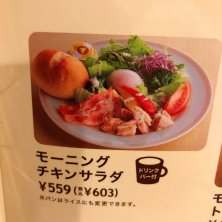 モーニング
チキンサラダ
ドリンク
バー付
¥559(税込¥603)
※パンはライスにも変更できます。